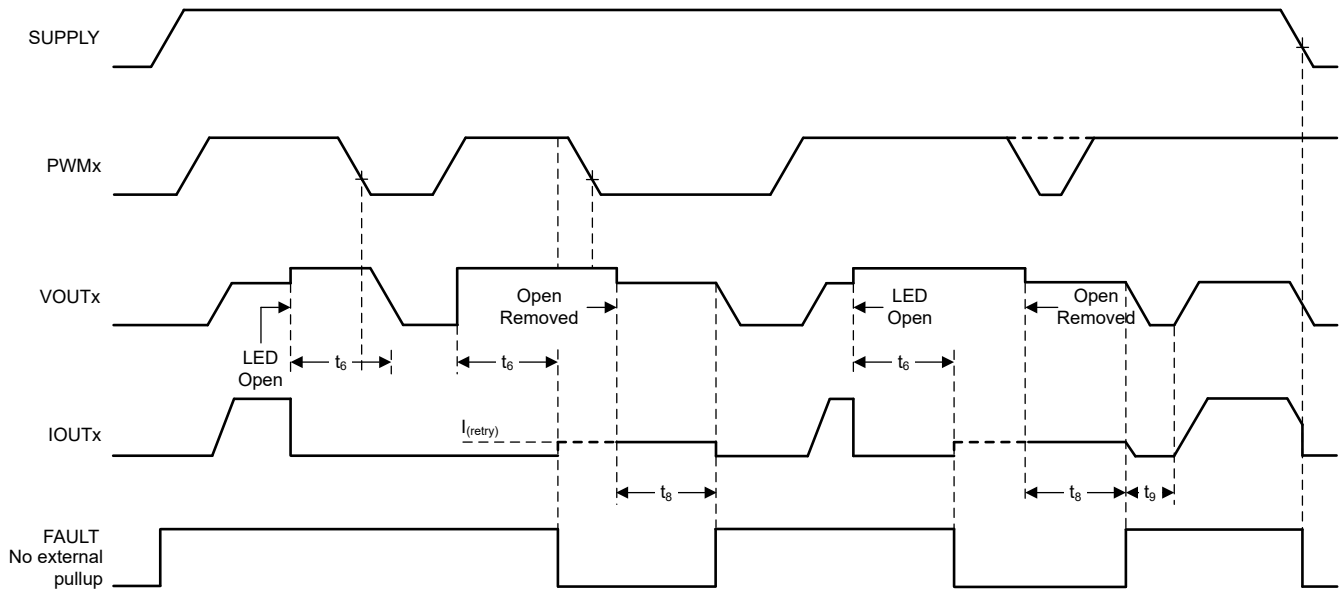 SUPPLY
PWMx
VOUTx
LED
Open
t6
t6
Open
Removed
LED
Open
t6
Open
Removed
IOUTx
I(retry)
t8
t8
t9
FAULT
No external
pullup